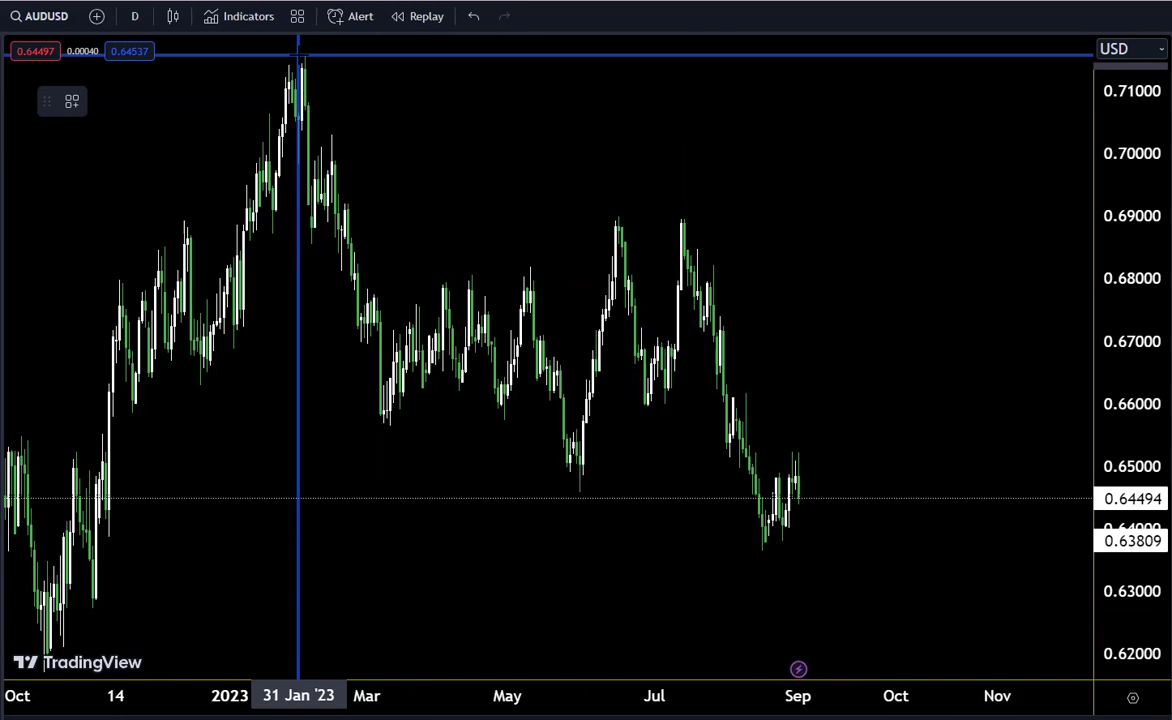 AUDUSD D Indicators Alert Replay
0.64497 0.00040 0.64537
USD
0.71000
0.70000
0.69000
0.68000
0.67000
0.66000
0.65000
0.64494
0.64000
0.63809
0.63000
0.62000
TradingView
Oct 14 2023 31 Jan '23 Mar May Jul Sep Oct Nov